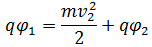 qφ₁ = mv₂²/2 + qφ₂